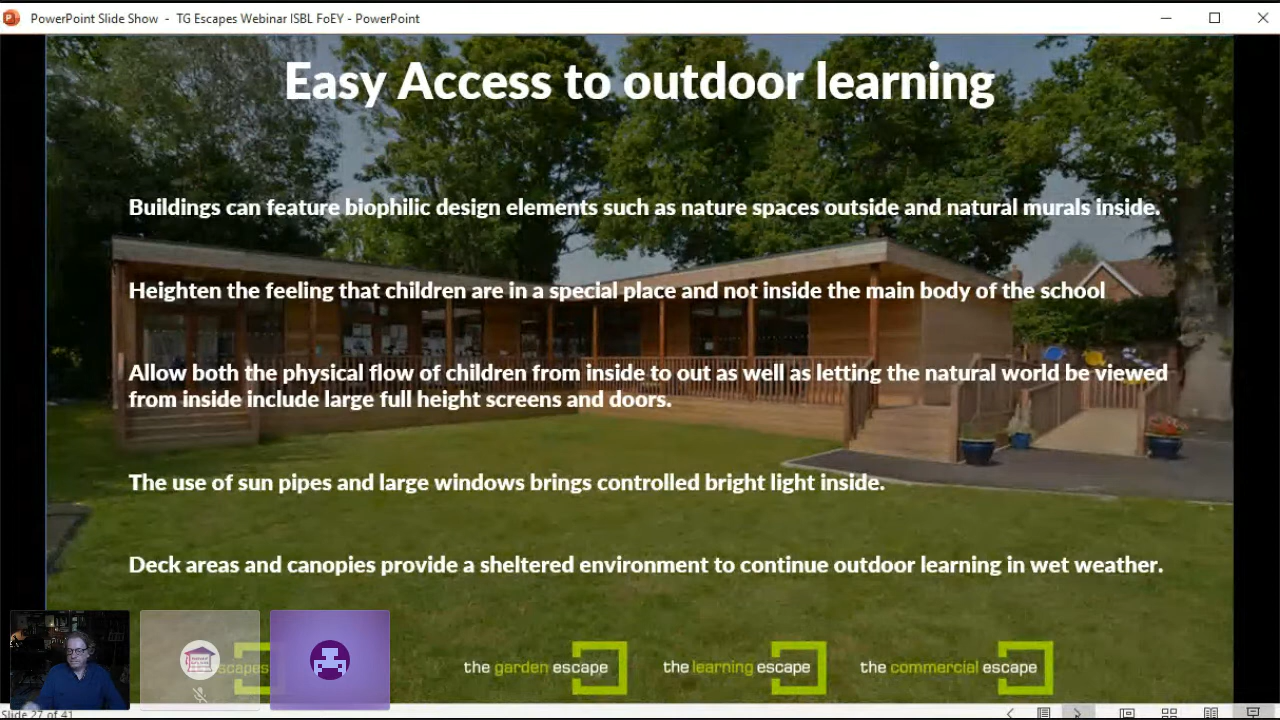 PowerPoint Slide Show - TG Escapes Webinar ISBL FoEY - PowerPoint
Easy Access to outdoor learning
Buildings can feature biophilic design elements such as nature spaces outside and natural murals inside.
Heighten the feeling that children are in a special place and not inside the main body of the school
Allow both the physical flow of children from inside to out as well as letting the natural world be viewed
from inside include large full height screens and doors.
The use of sun pipes and large windows brings controlled bright light inside.
Deck areas and canopies provide a sheltered environment to continue outdoor learning in wet weather.
escapes
the garden escape
the learning escape
the commercial escape
Slide 27 of 41